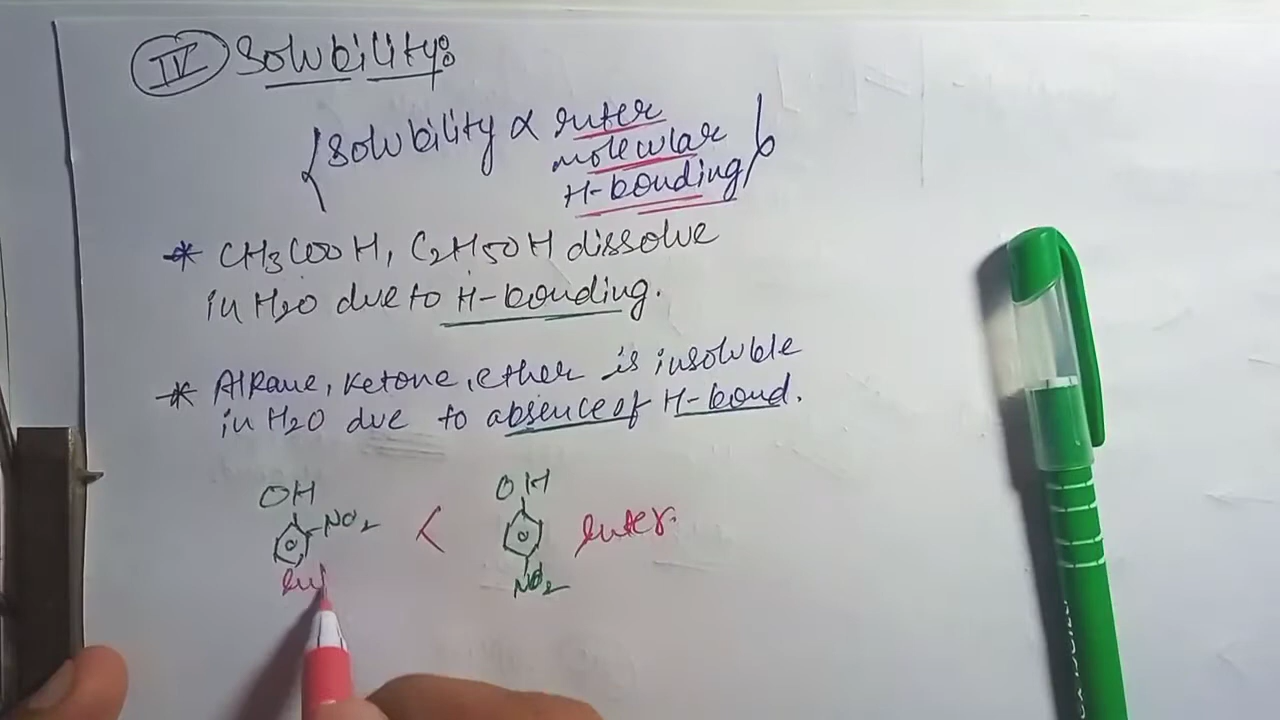 IV Solubility:
Solubility ∝ inter
molecular
H-bonding
* CH3COOH, C2H5OH dissolve
in H2O due to H-bonding.
* Alkane, Ketone, ether is insoluble
in H2O due to absence of H-bond.
OH
NO2
<
OH
NO2
Inter.